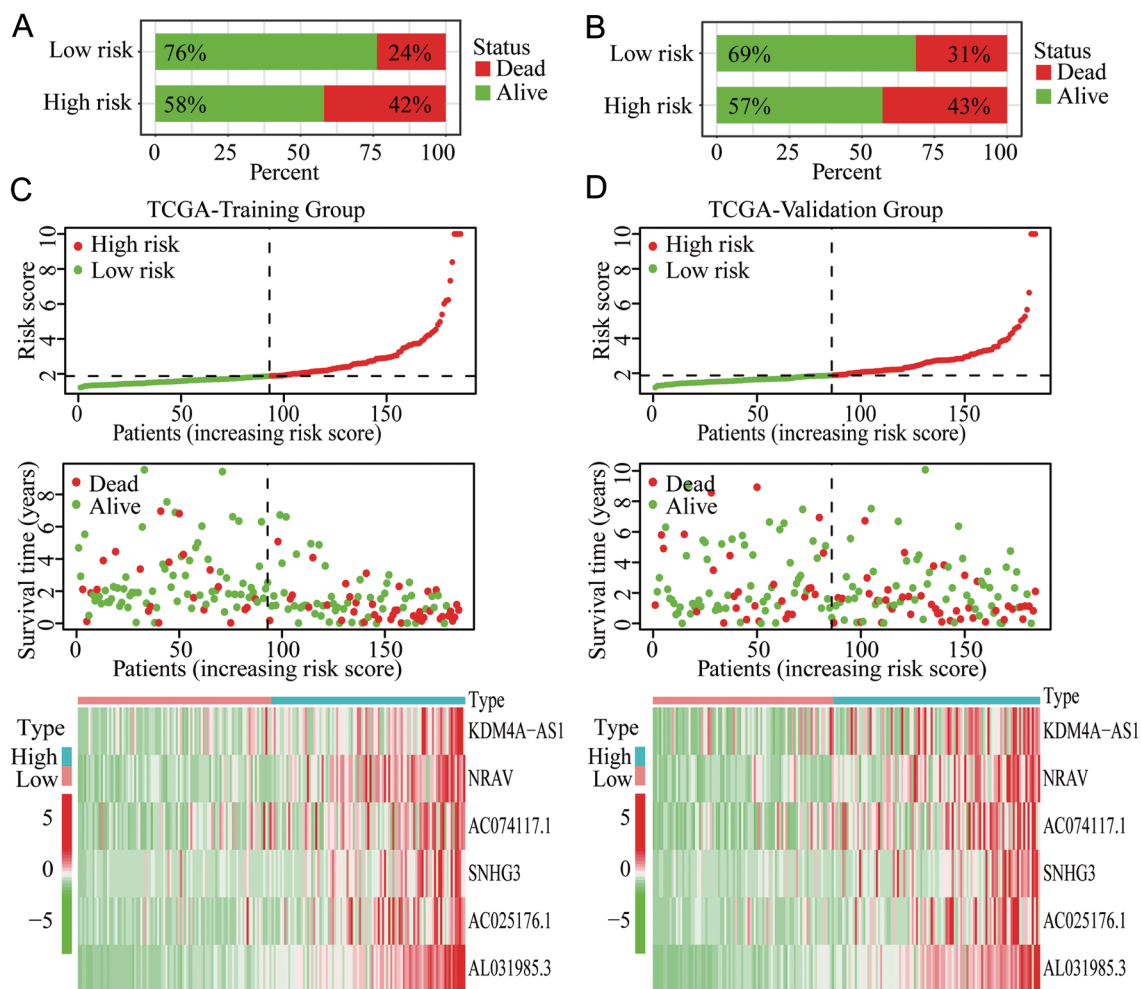 A
Low risk
76%
24%
High risk
58%
42%
Status
Dead
Alive
0 25 50 75 100
Percent
B
Low risk
69%
31%
High risk
57%
43%
Status
Dead
Alive
0 25 50 75 100
Percent
C
TCGA-Training Group
High risk
Low risk
Risk score
10
8
6
4
2
0 50 100 150
Patients (increasing risk score)
Dead
Alive
Survival time (years)
8
6
4
2
0
0 50 100 150
Patients (increasing risk score)
Type
High
Low
5
0
−5
Type
KDM4A−AS1
NRAV
AC074117.1
SNHG3
AC025176.1
AL031985.3
D
TCGA-Validation Group
High risk
Low risk
Risk score
10
8
6
4
2
0 50 100 150
Patients (increasing risk score)
Dead
Alive
Survival time (years)
10
8
6
4
2
0
0 50 100 150
Patients (increasing risk score)
Type
High
Low
5
0
−5
Type
KDM4A−AS1
NRAV
AC074117.1
SNHG3
AC025176.1
AL031985.3